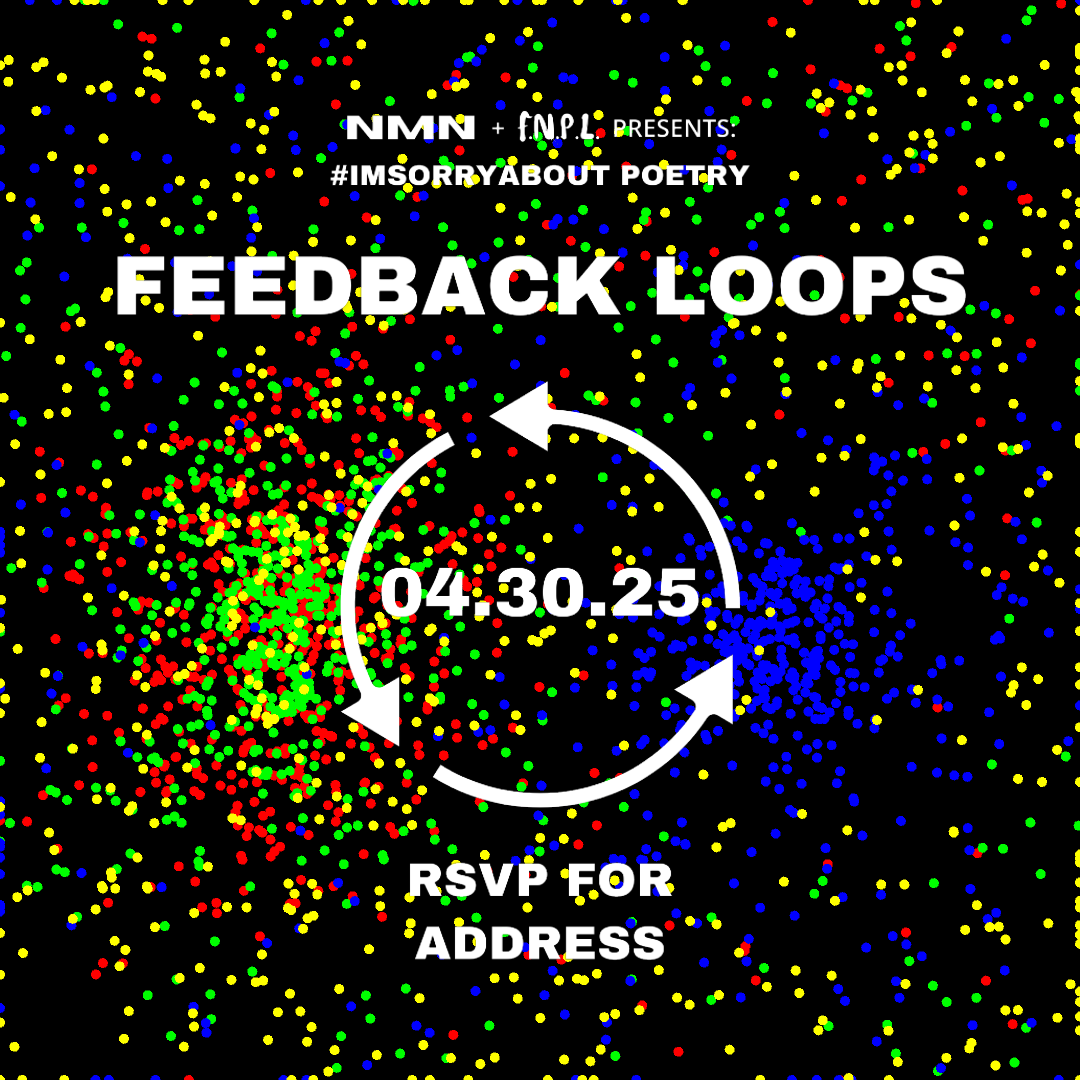 NMN + F.N.P.L. PRESENTS:
#IMSORRYABOUT POETRY
FEEDBACK LOOPS
04.30.25
RSVP FOR
ADDRESS